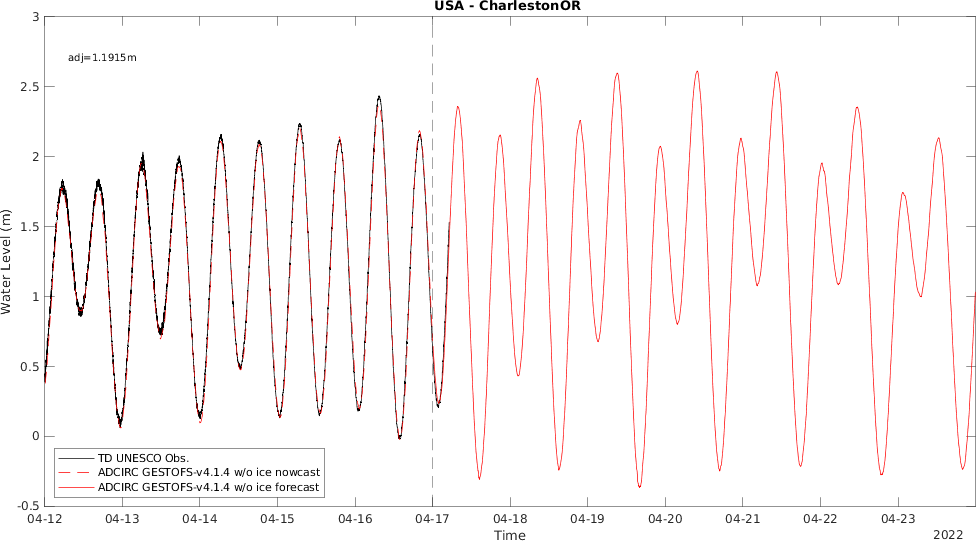 USA - CharlestonOR
adj=1.1915m
3
2.5
2
1.5
1
0.5
0
-0.5
Water Level (m)
TD UNESCO Obs.
ADCIRC GESTOFS-v4.1.4 w/o ice nowcast
ADCIRC GESTOFS-v4.1.4 w/o ice forecast
04-12 04-13 04-14 04-15 04-16 04-17 04-18 04-19 04-20 04-21 04-22 04-23
Time
2022